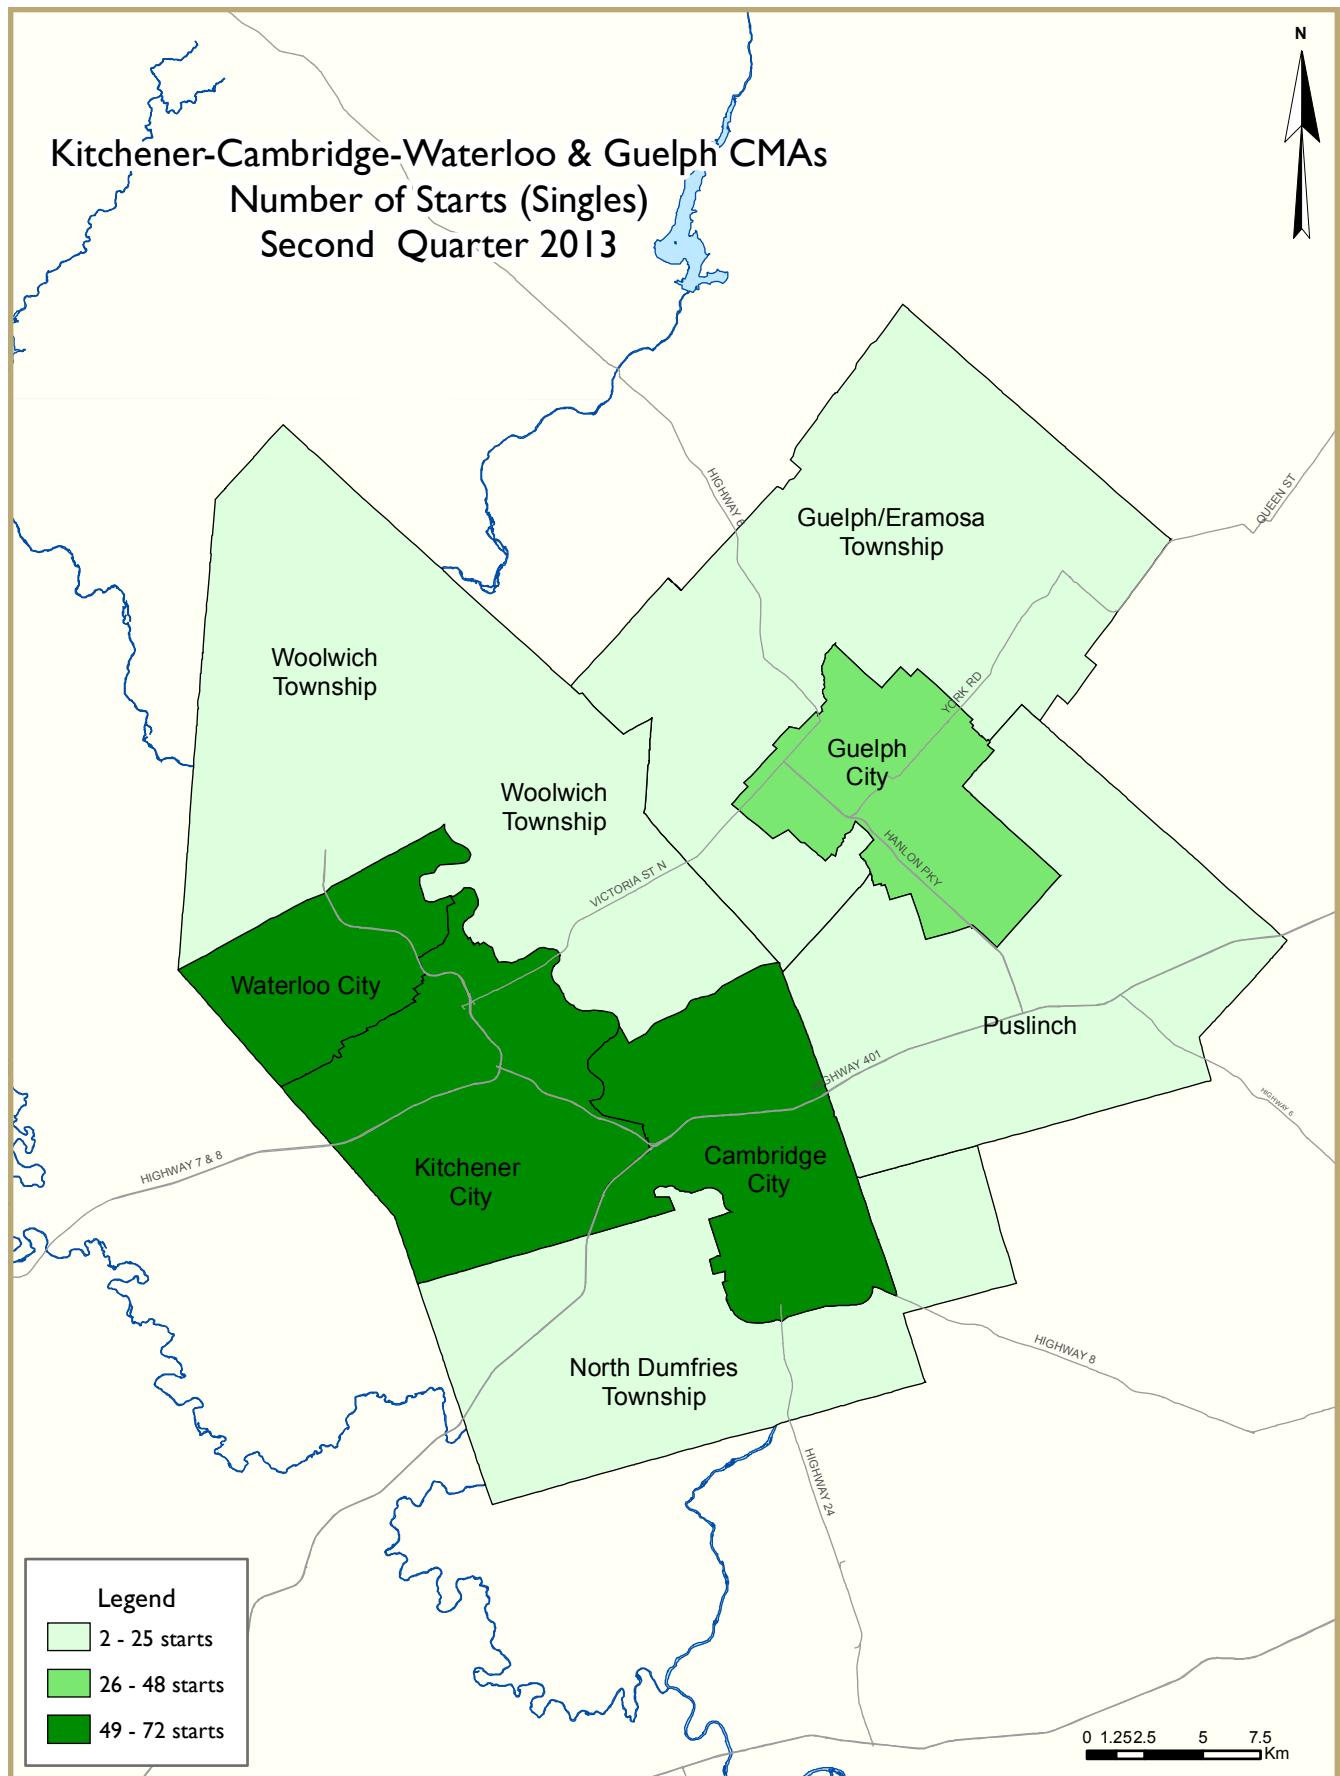 N
Kitchener-Cambridge-Waterloo & Guelph CMAs
Number of Starts (Singles)
Second Quarter 2013
HIGHWAY 6
QUEEN ST
Guelph/Eramosa
Township
Woolwich
Township
YORK RD
Guelph
City
Woolwich
Township
HANLON PKY
VICTORIA ST N
Waterloo City
Puslinch
HIGHWAY 401
HIGHWAY 6
HIGHWAY 7 & 8
Kitchener
City
Cambridge
City
HIGHWAY 8
North Dumfries
Township
HIGHWAY 24
Legend
2 - 25 starts
26 - 48 starts
49 - 72 starts
0 1.25 2.5 5 7.5
Km